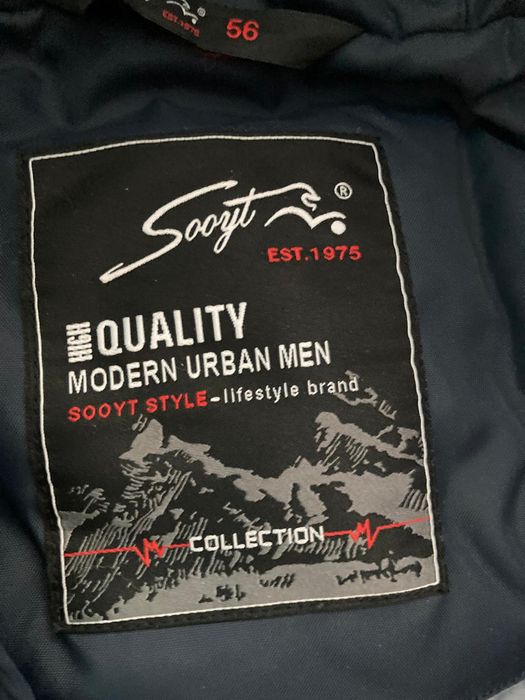 EST.1975 56
Sooyt ®
EST.1975
HIGH QUALITY
MODERN URBAN MEN
SOOYT STYLE-lifestyle brand
COLLECTION